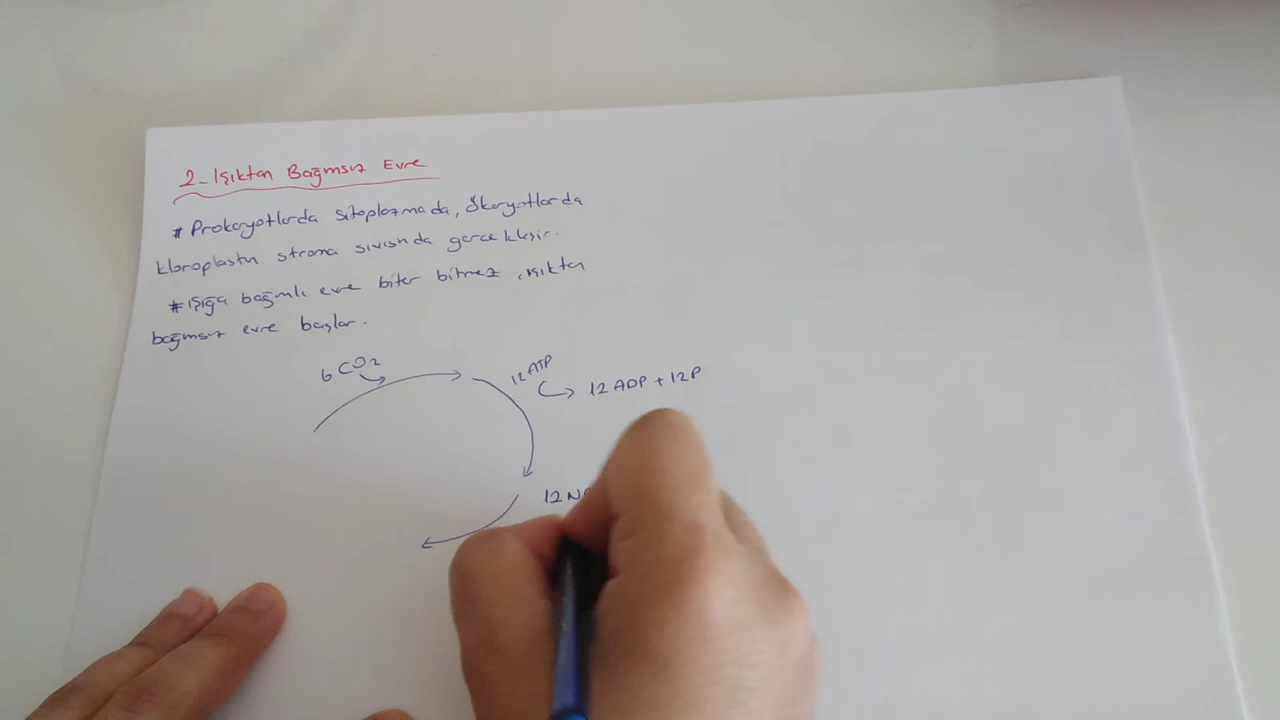 2- Işıktan Bağımsız Evre
# Prokaryotlarda sitoplazmada, Ökaryotlarda
kloroplastın stroma sıvısında gerçekleşir.
# Işığa bağımlı evre biter bitmez, ışıktan
bağımsız evre başlar.
6 CO2
12 ATP
12 ADP + 12P